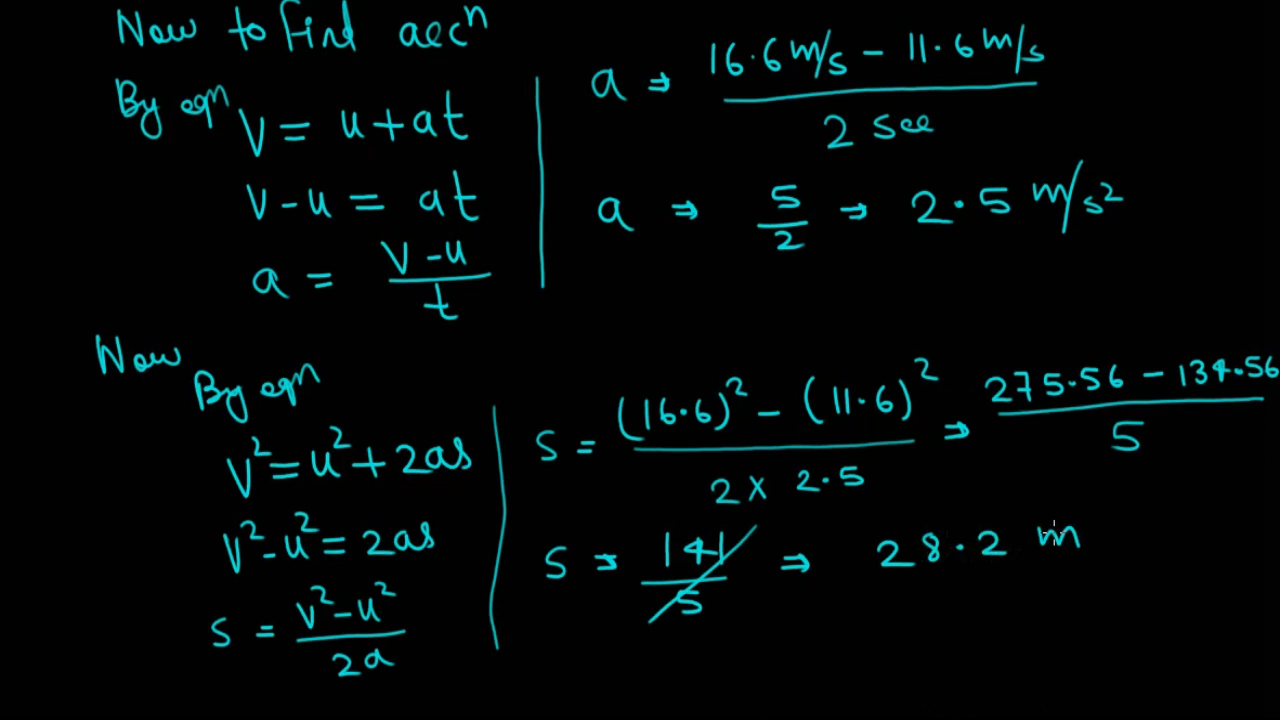 Now to find aecⁿ
By eqn V = u + at
v - u = at
a = v - u / t
a ⇒ 16.6 m/s - 11.6 m/s / 2 sec
a ⇒ 5/2 ⇒ 2.5 m/s²
Now
By eqn
v² = u² + 2as
v² - u² = 2as
s = v² - u² / 2a
S = (16.6)² - (11.6)² / 2 × 2.5 ⇒ 275.56 - 134.56 / 5
S ⇒ 141/5 ⇒ 28.2 m